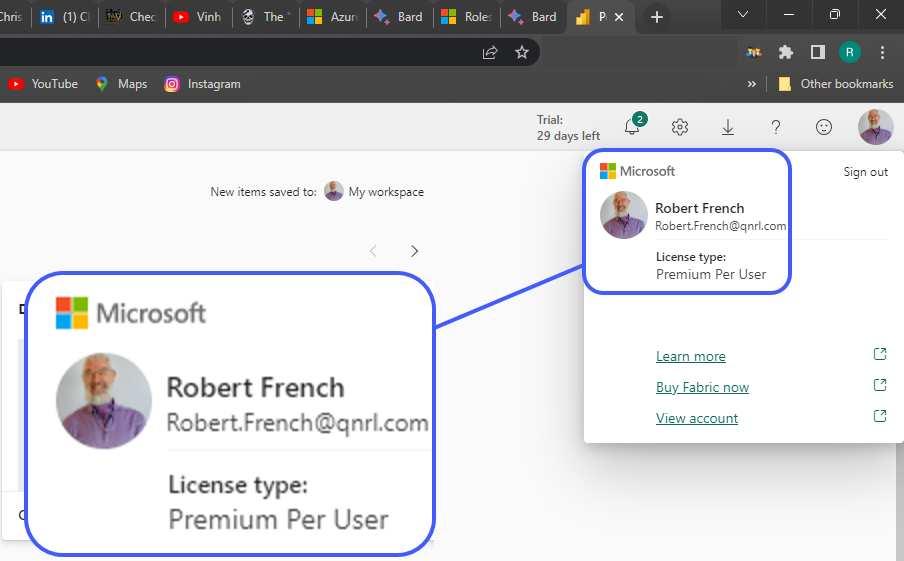 Chris
(1) Cl
Chec
YouTube
Vinh
The "
Azur
Bard
Roles
Bard
P
R
YouTube
Maps
Instagram
»
Other bookmarks
Trial:
29 days left
2
?
Microsoft
Sign out
New items saved to:
My workspace
Robert French
Robert.French@qnrl.com
License type:
Premium Per User
Learn more
Buy Fabric now
View account
Microsoft
Robert French
Robert.French@qnrl.com
License type:
Premium Per User